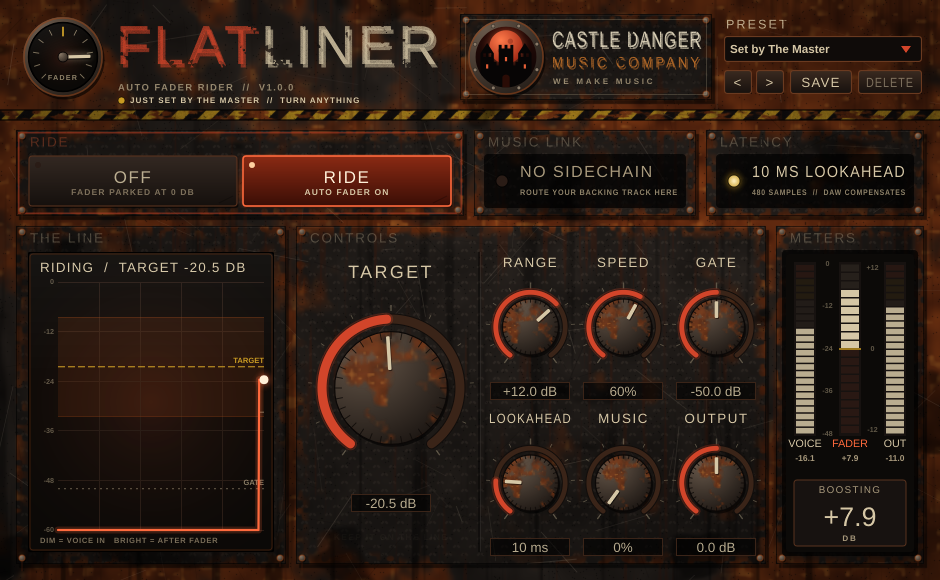 FLATLINER
FADER
AUTO FADER RIDER // V1.0.0
JUST SET BY THE MASTER // TURN ANYTHING
CASTLE DANGER
MUSIC COMPANY
WE MAKE MUSIC
PRESET
Set by The Master
< > SAVE DELETE
RIDE
OFF
FADER PARKED AT 0 DB
RIDE
AUTO FADER ON
MUSIC LINK
NO SIDECHAIN
ROUTE YOUR BACKING TRACK HERE
LATENCY
10 MS LOOKAHEAD
480 SAMPLES // DAW COMPENSATES
THE LINE
RIDING / TARGET -20.5 DB
0
-12
TARGET
-24
-36
-48
GATE
-60
DIM = VOICE IN BRIGHT = AFTER FADER
CONTROLS
TARGET
-20.5 dB
RANGE SPEED GATE
+12.0 dB 60% -50.0 dB
LOOKAHEAD MUSIC OUTPUT
10 ms 0% 0.0 dB
METERS
0 +12
-12
-24 0
-36
-48 -12
VOICE FADER OUT
-16.1 +7.9 -11.0
BOOSTING
+7.9
DB